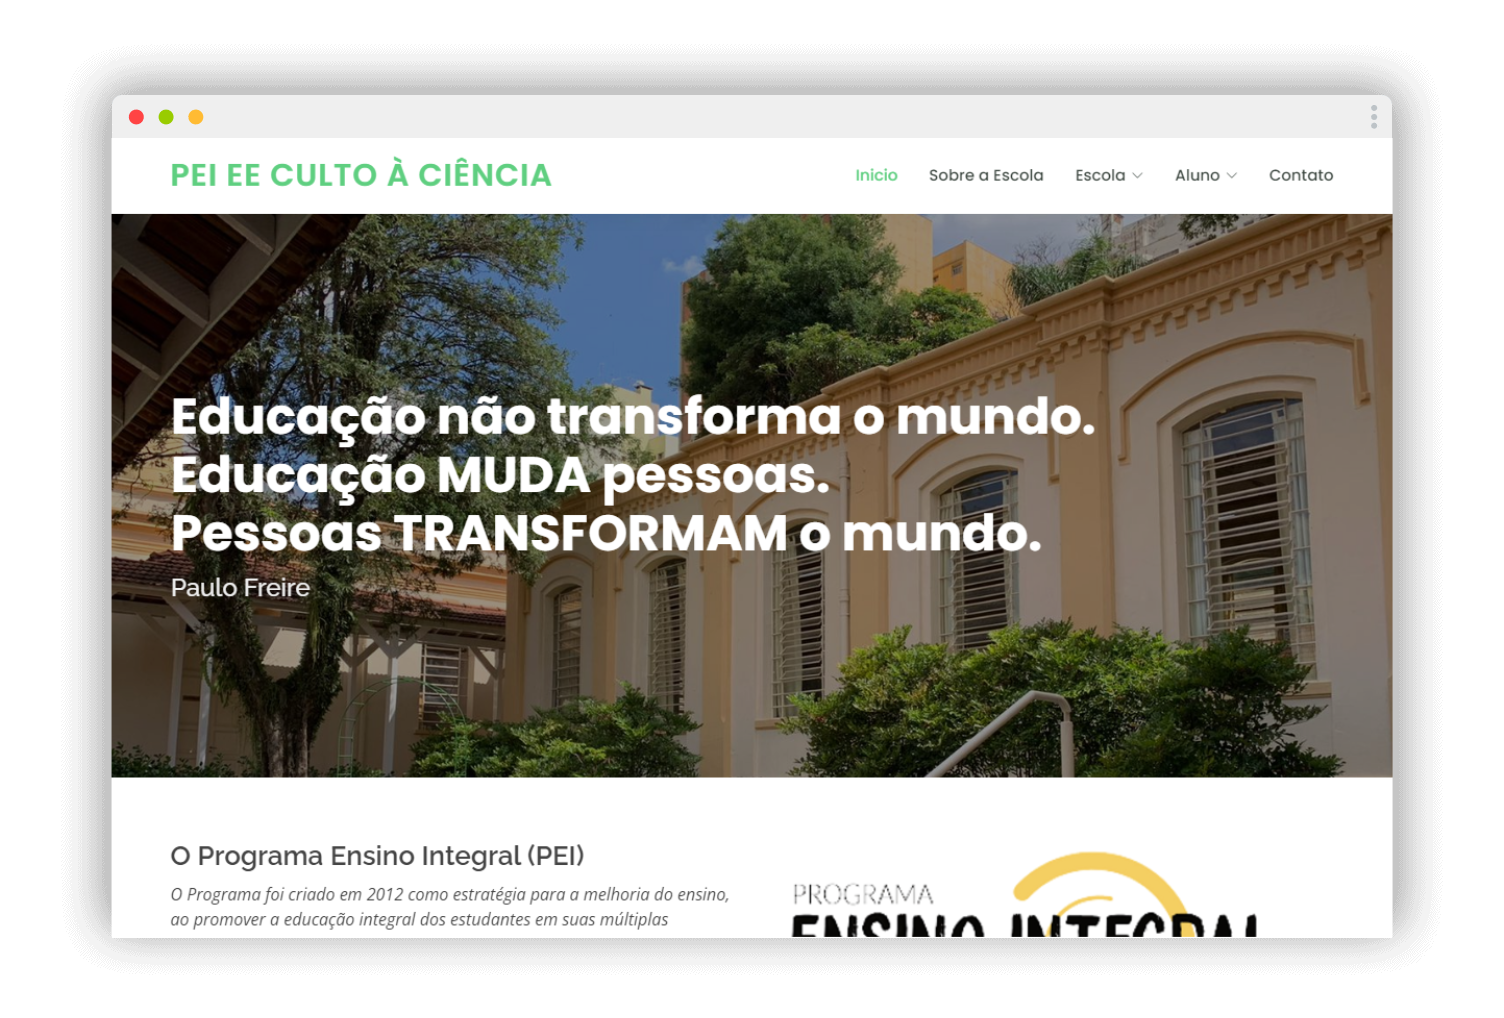 PEI EE CULTO À CIÊNCIA
Inicio Sobre a Escola Escola Aluno Contato
Educação não transforma o mundo.
Educação MUDA pessoas.
Pessoas TRANSFORMAM o mundo.
Paulo Freire
O Programa Ensino Integral (PEI)
O Programa foi criado em 2012 como estratégia para a melhoria do ensino,
ao promover a educação integral dos estudantes em suas múltiplas
PROGRAMA
ENSINO INTEGRAL